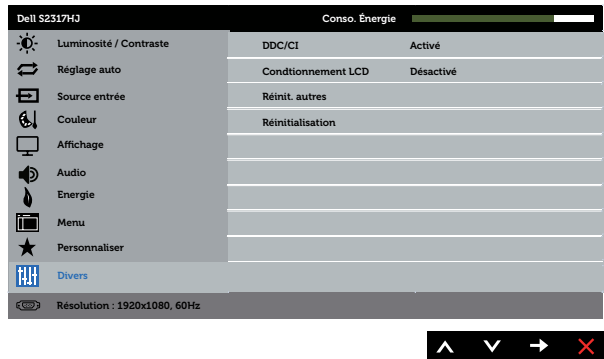 Dell S2317HJ Conso. Énergie
Luminosité / Contraste DDC/CI Activé
Réglage auto Condtionnement LCD Désactivé
Source entrée Réinit. autres
Couleur Réinitialisation
Affichage
Audio
Energie
Menu
Personnaliser
Divers
Résolution : 1920x1080, 60Hz